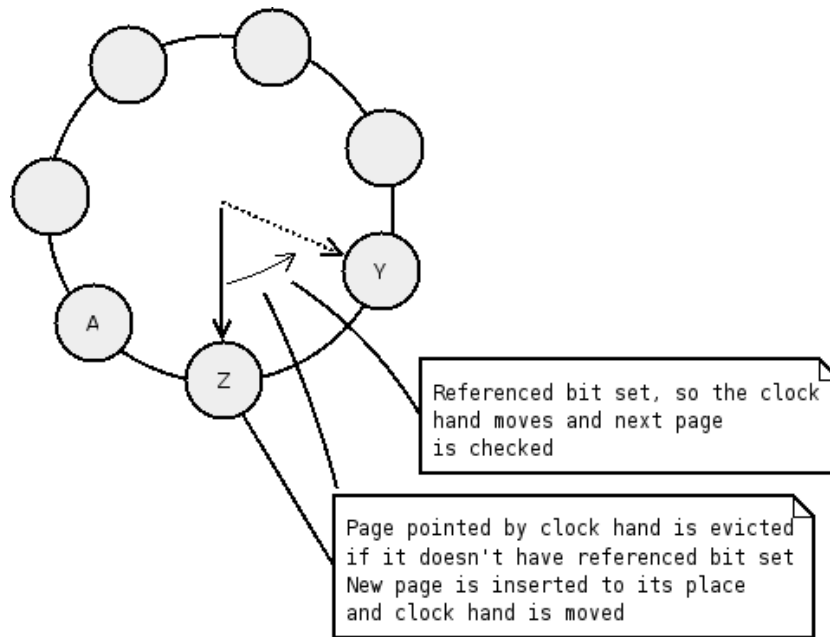 Y
A
Z
Referenced bit set, so the clock
hand moves and next page
is checked
Page pointed by clock hand is evicted
if it doesn't have referenced bit set
New page is inserted to its place
and clock hand is moved